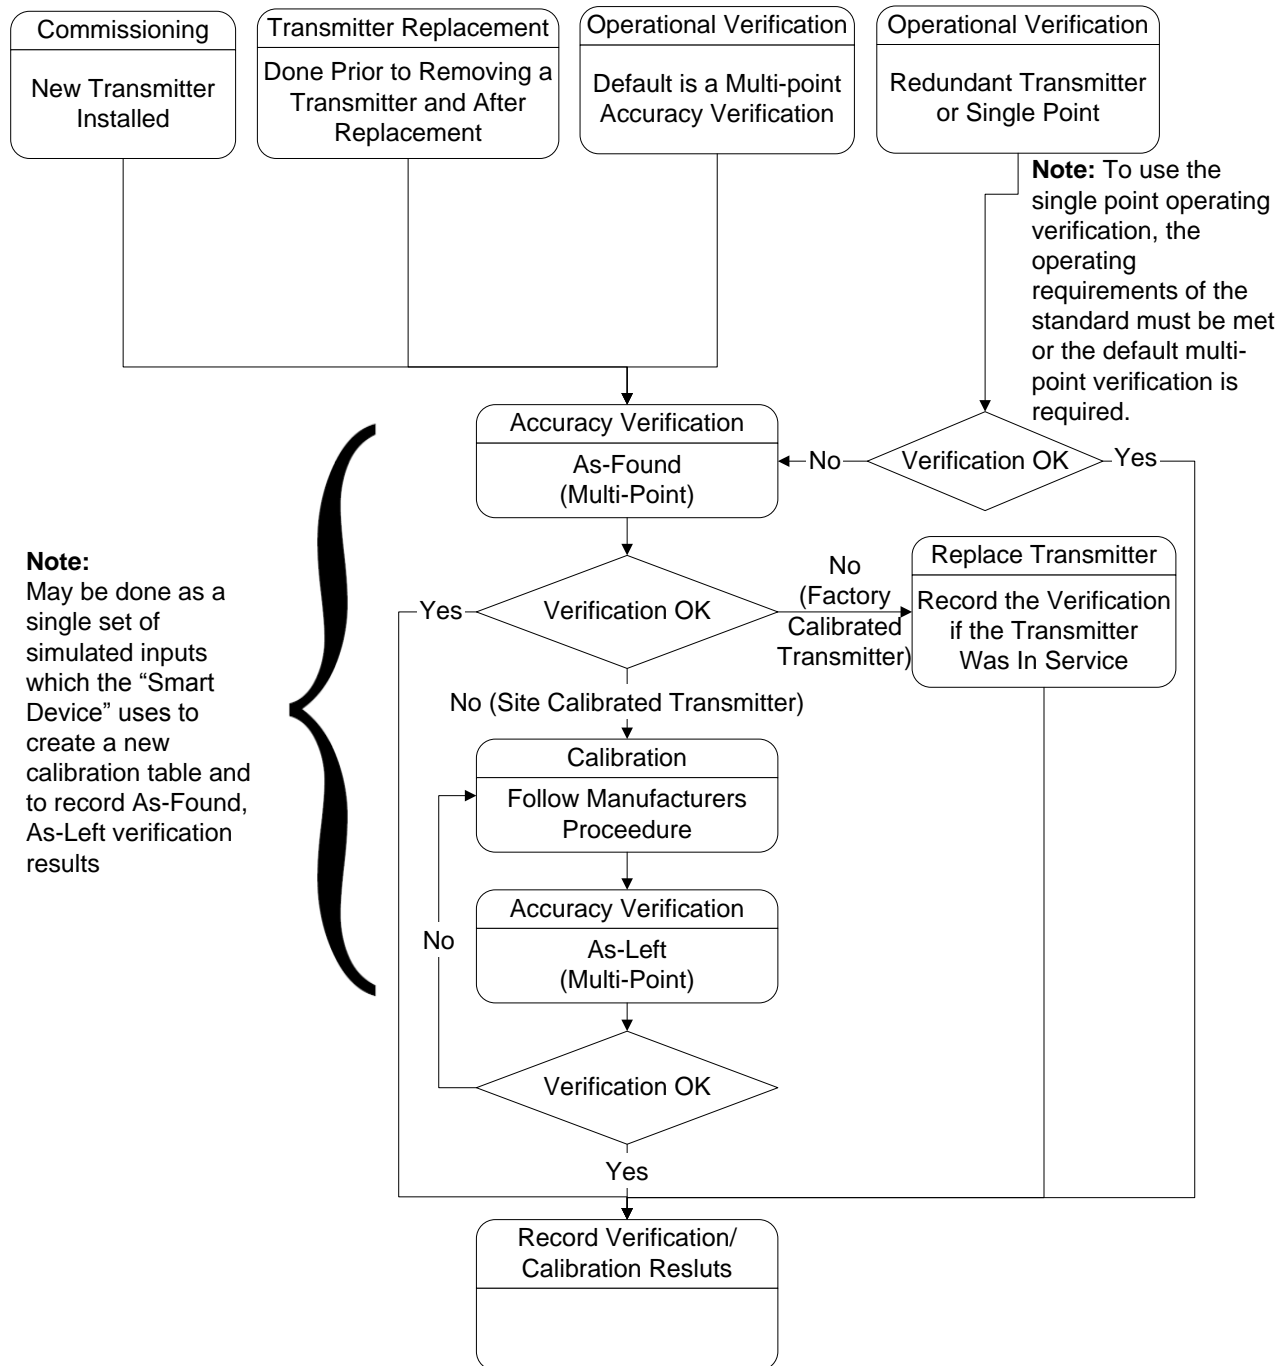 Commissioning
New Transmitter
Installed
Transmitter Replacement
Done Prior to Removing a
Transmitter and After
Replacement
Operational Verification
Default is a Multi-point
Accuracy Verification
Operational Verification
Redundant Transmitter
or Single Point
Note: To use the
single point operating
verification, the
operating
requirements of the
standard must be met
or the default multi-
point verification is
required.
Accuracy Verification
As-Found
(Multi-Point)
No
Verification OK
Yes
Note:
May be done as a
single set of
simulated inputs
which the “Smart
Device” uses to
create a new
calibration table and
to record As-Found,
As-Left verification
results
Yes
Verification OK
No
(Factory
Calibrated
Transmitter)
Replace Transmitter
Record the Verification
if the Transmitter
Was In Service
No (Site Calibrated Transmitter)
Calibration
Follow Manufacturers
Proceedure
Accuracy Verification
As-Left
(Multi-Point)
No
Verification OK
Yes
Record Verification/
Calibration Resluts